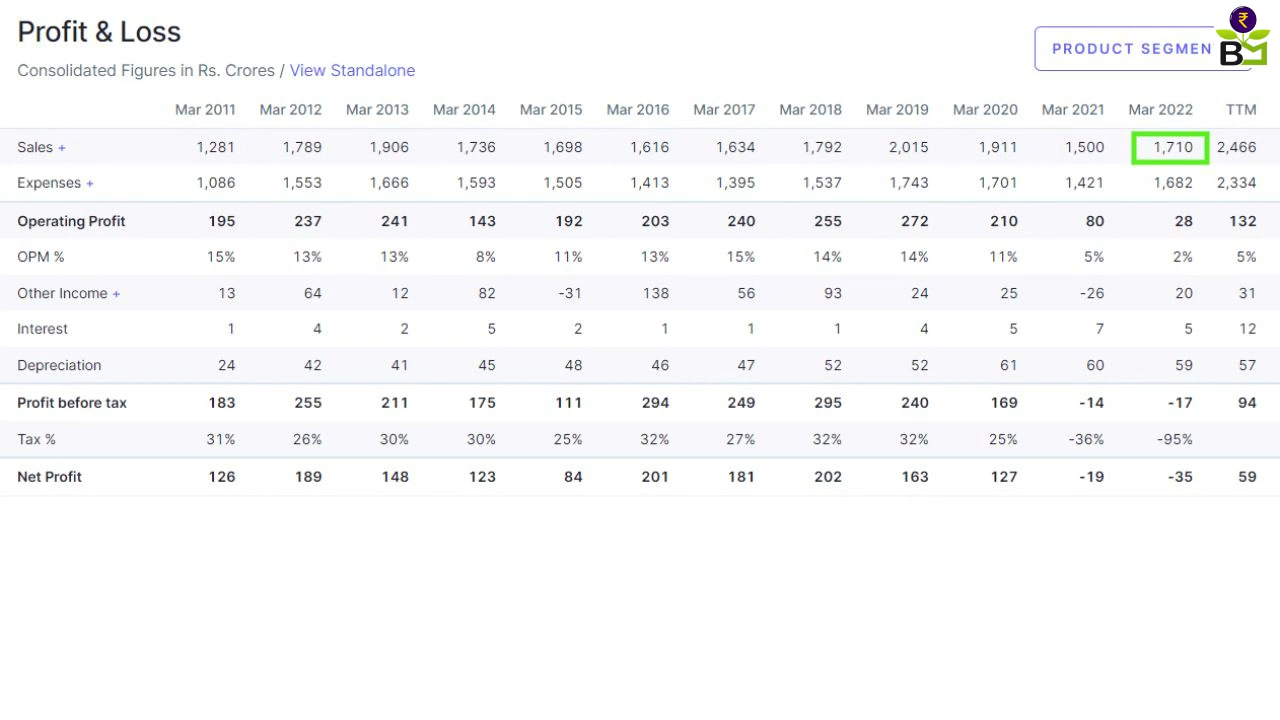 Profit & Loss
Consolidated Figures in Rs. Crores / View Standalone
PRODUCT SEGMEN
₹
BM
Mar 2011 Mar 2012 Mar 2013 Mar 2014 Mar 2015 Mar 2016 Mar 2017 Mar 2018 Mar 2019 Mar 2020 Mar 2021 Mar 2022 TTM
Sales + 1,281 1,789 1,906 1,736 1,698 1,616 1,634 1,792 2,015 1,911 1,500 1,710 2,466
Expenses + 1,086 1,553 1,666 1,593 1,505 1,413 1,395 1,537 1,743 1,701 1,421 1,682 2,334
Operating Profit 195 237 241 143 192 203 240 255 272 210 80 28 132
OPM % 15% 13% 13% 8% 11% 13% 15% 14% 14% 11% 5% 2% 5%
Other Income + 13 64 12 82 -31 138 56 93 24 25 -26 20 31
Interest 1 4 2 5 2 1 1 1 4 5 7 5 12
Depreciation 24 42 41 45 48 46 47 52 52 61 60 59 57
Profit before tax 183 255 211 175 111 294 249 295 240 169 -14 -17 94
Tax % 31% 26% 30% 30% 25% 32% 27% 32% 32% 25% -36% -95%
Net Profit 126 189 148 123 84 201 181 202 163 127 -19 -35 59